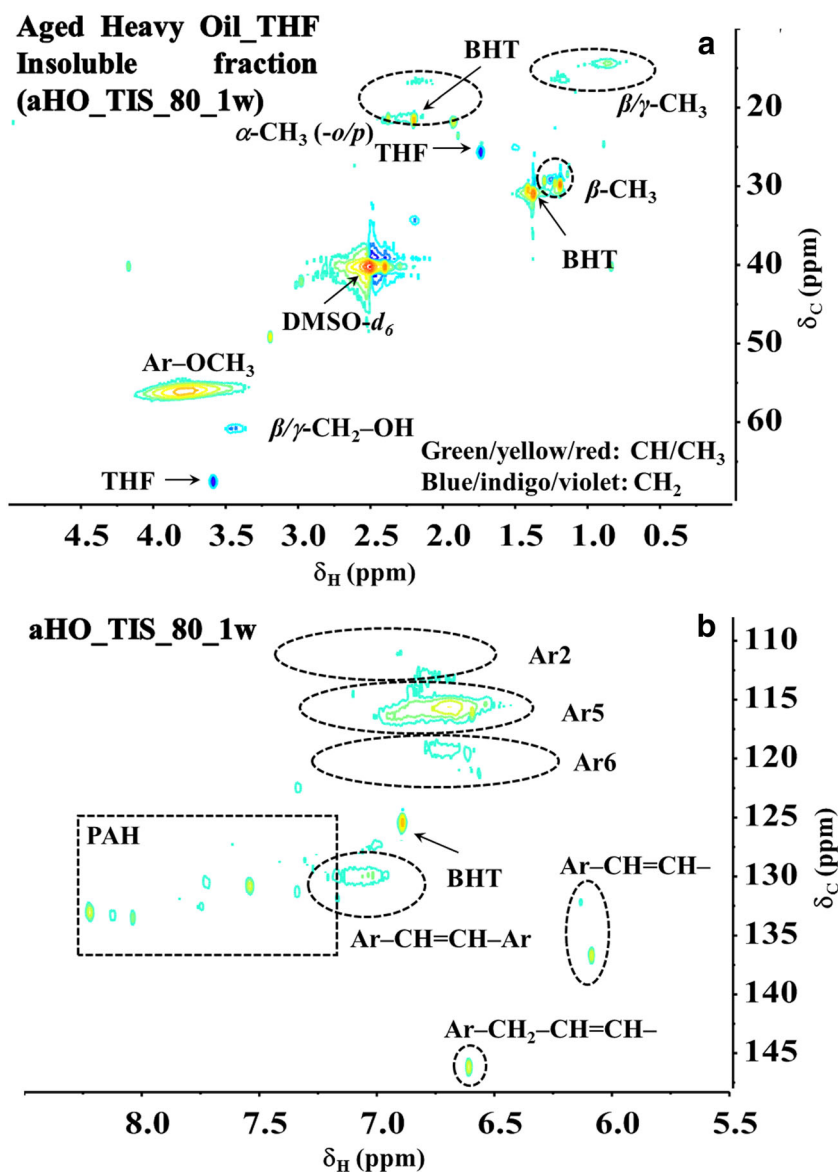 Aged Heavy Oil_THF
Insoluble fraction
(aHO_TIS_80_1w)
a
BHT
β/γ-CH₃
α-CH₃ (-o/p)
THF
β-CH₃
BHT
DMSO-d₆
Ar–OCH₃
β/γ-CH₂–OH
THF
Green/yellow/red: CH/CH₃
Blue/indigo/violet: CH₂
10
20
30
40
50
60
δC (ppm)
4.5 4.0 3.5 3.0 2.5 2.0 1.5 1.0 0.5
δH (ppm)
aHO_TIS_80_1w
b
Ar2
Ar5
Ar6
PAH
BHT
Ar–CH=CH–
Ar–CH=CH–Ar
Ar–CH₂–CH=CH–
110
115
120
125
130
135
140
145
δC (ppm)
8.0 7.5 7.0 6.5 6.0 5.5
δH (ppm)